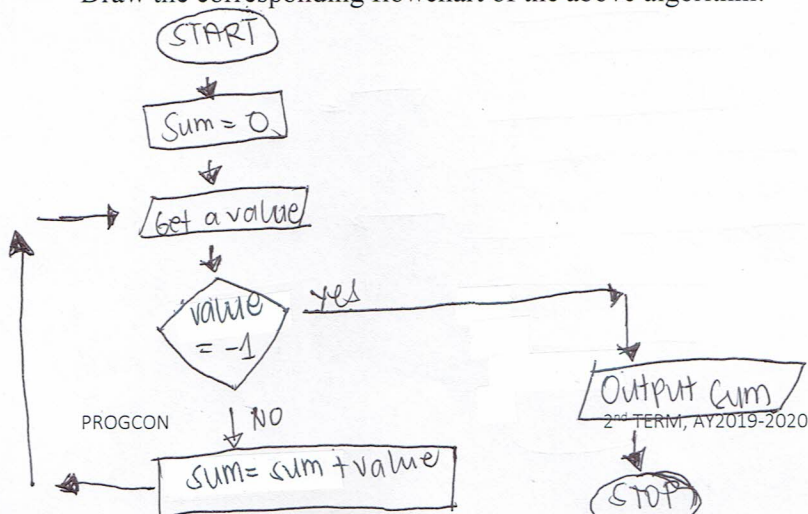 Draw the corresponding flowchart of the above algorithm.
START
Sum = 0
Get a value
value
= -1
yes
NO
Output sum
PROGCON
2nd TERM, AY2019-2020
sum= sum + value
STOP